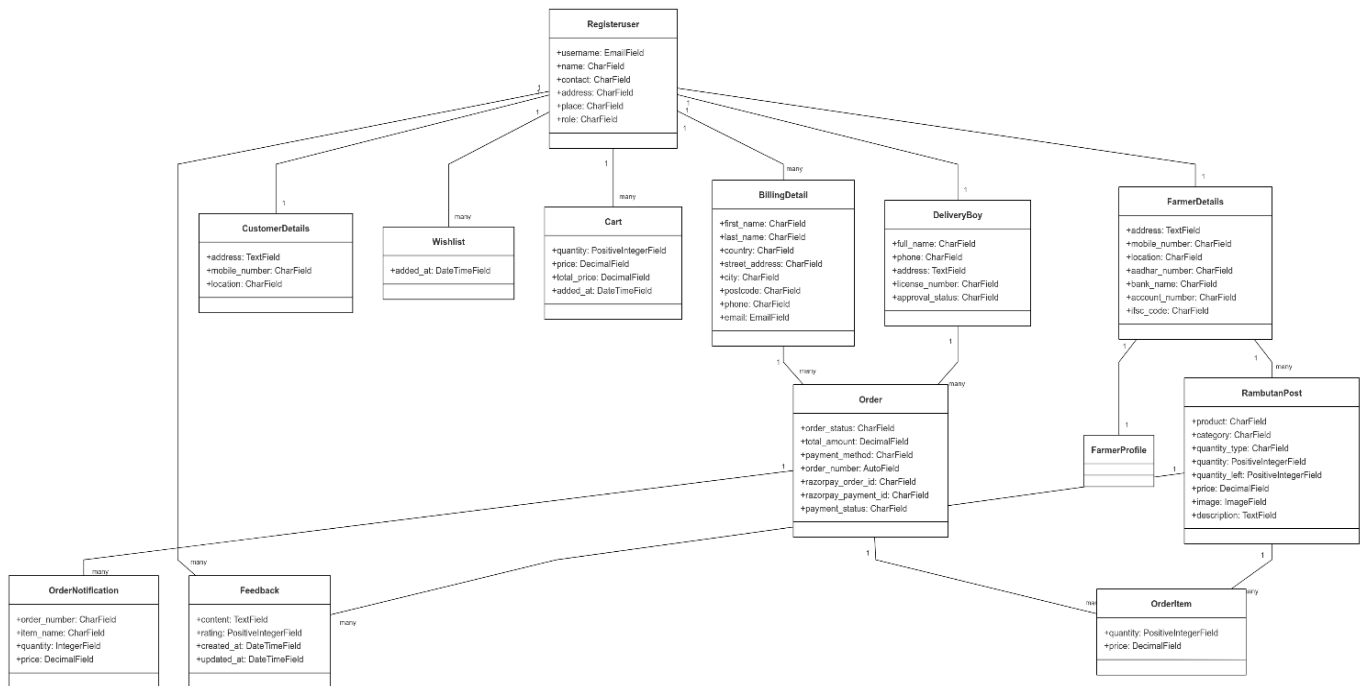 Registeruser
+username: EmailField
+name: CharField
+contact: CharField
+address: CharField
+place: CharField
+role: CharField
1
1
1
1
1
1
1
1
1
many
1
1
many
many
CustomerDetails
+address: TextField
+mobile_number: CharField
+location: CharField
Wishlist
+added_at: DateTimeField
Cart
+quantity: PositiveIntegerField
+price: DecimalField
+total_price: DecimalField
+added_at: DateTimeField
BillingDetail
+first_name: CharField
+last_name: CharField
+country: CharField
+street_address: CharField
+city: CharField
+postcode: CharField
+phone: CharField
+email: EmailField
DeliveryBoy
+full_name: CharField
+phone: CharField
+address: TextField
+license_number: CharField
+approval_status: CharField
FarmerDetails
+address: TextField
+mobile_number: CharField
+location: CharField
+aadhar_number: CharField
+bank_name: CharField
+account_number: CharField
+ifsc_code: CharField
1
many
1
many
1
1
many
Order
+order_status: CharField
+total_amount: DecimalField
+payment_method: CharField
+order_number: AutoField
+razorpay_order_id: CharField
+razorpay_payment_id: CharField
+payment_status: CharField
1
FarmerProfile
RambutanPost
+product: CharField
+category: CharField
+quantity_type: CharField
+quantity: PositiveIntegerField
+quantity_left: PositiveIntegerField
+price: DecimalField
+image: ImageField
+description: TextField
1
1
1
1
many
many
OrderNotification
+order_number: CharField
+item_name: CharField
+quantity: IntegerField
+price: DecimalField
Feedback
+content: TextField
+rating: PositiveIntegerField
+created_at: DateTimeField
+updated_at: DateTimeField
many
many
OrderItem
+quantity: PositiveIntegerField
+price: DecimalField